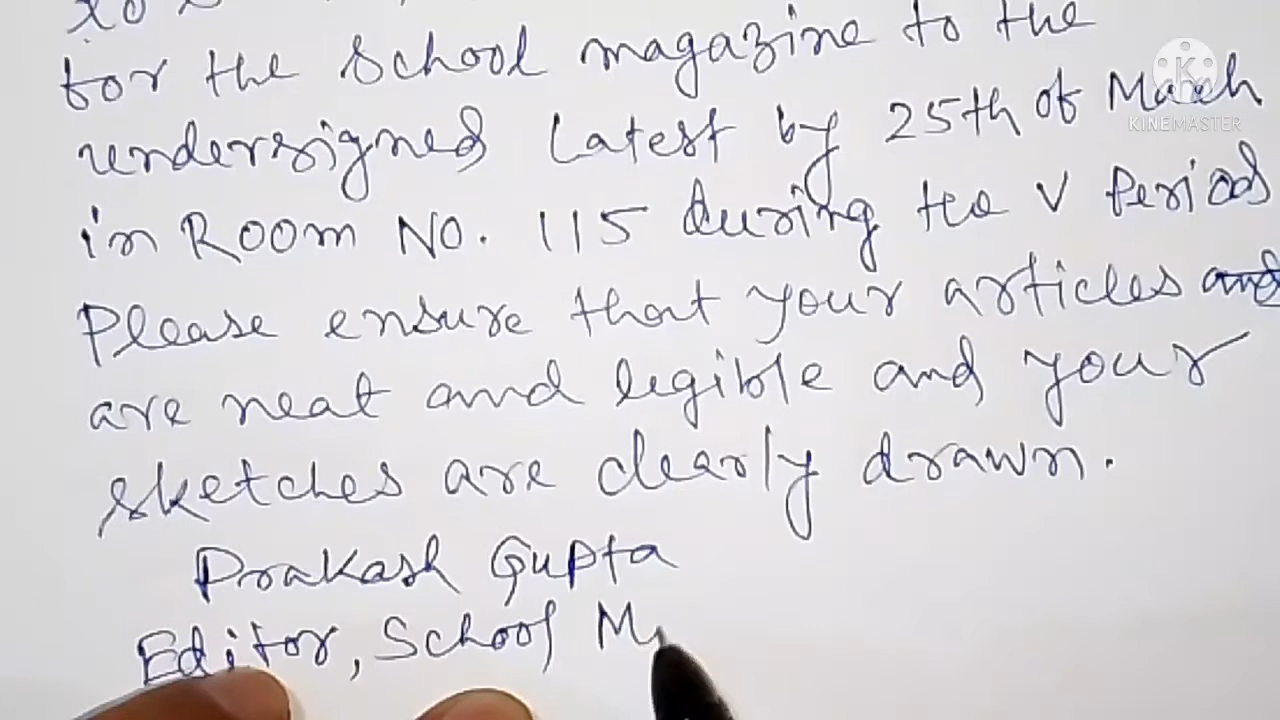 to
for the School magazine to the
undersigned Latest by 25th of March
in Room No. 115 during the V Period
Please ensure that your articles and
are neat and legible and your
sketches are clearly drawn.
Prakash Gupta
Editor, School M
K
KINEMASTER